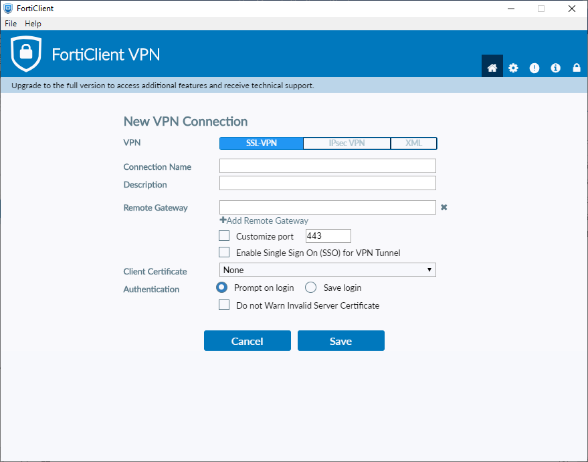 FortiClient
File Help
FortiClient VPN
Upgrade to the full version to access additional features and receive technical support.
New VPN Connection
VPN SSL-VPN IPsec VPN XML
Connection Name
Description
Remote Gateway
+Add Remote Gateway
Customize port 443
Enable Single Sign On (SSO) for VPN Tunnel
Client Certificate None
Authentication Prompt on login Save login
Do not Warn Invalid Server Certificate
Cancel Save